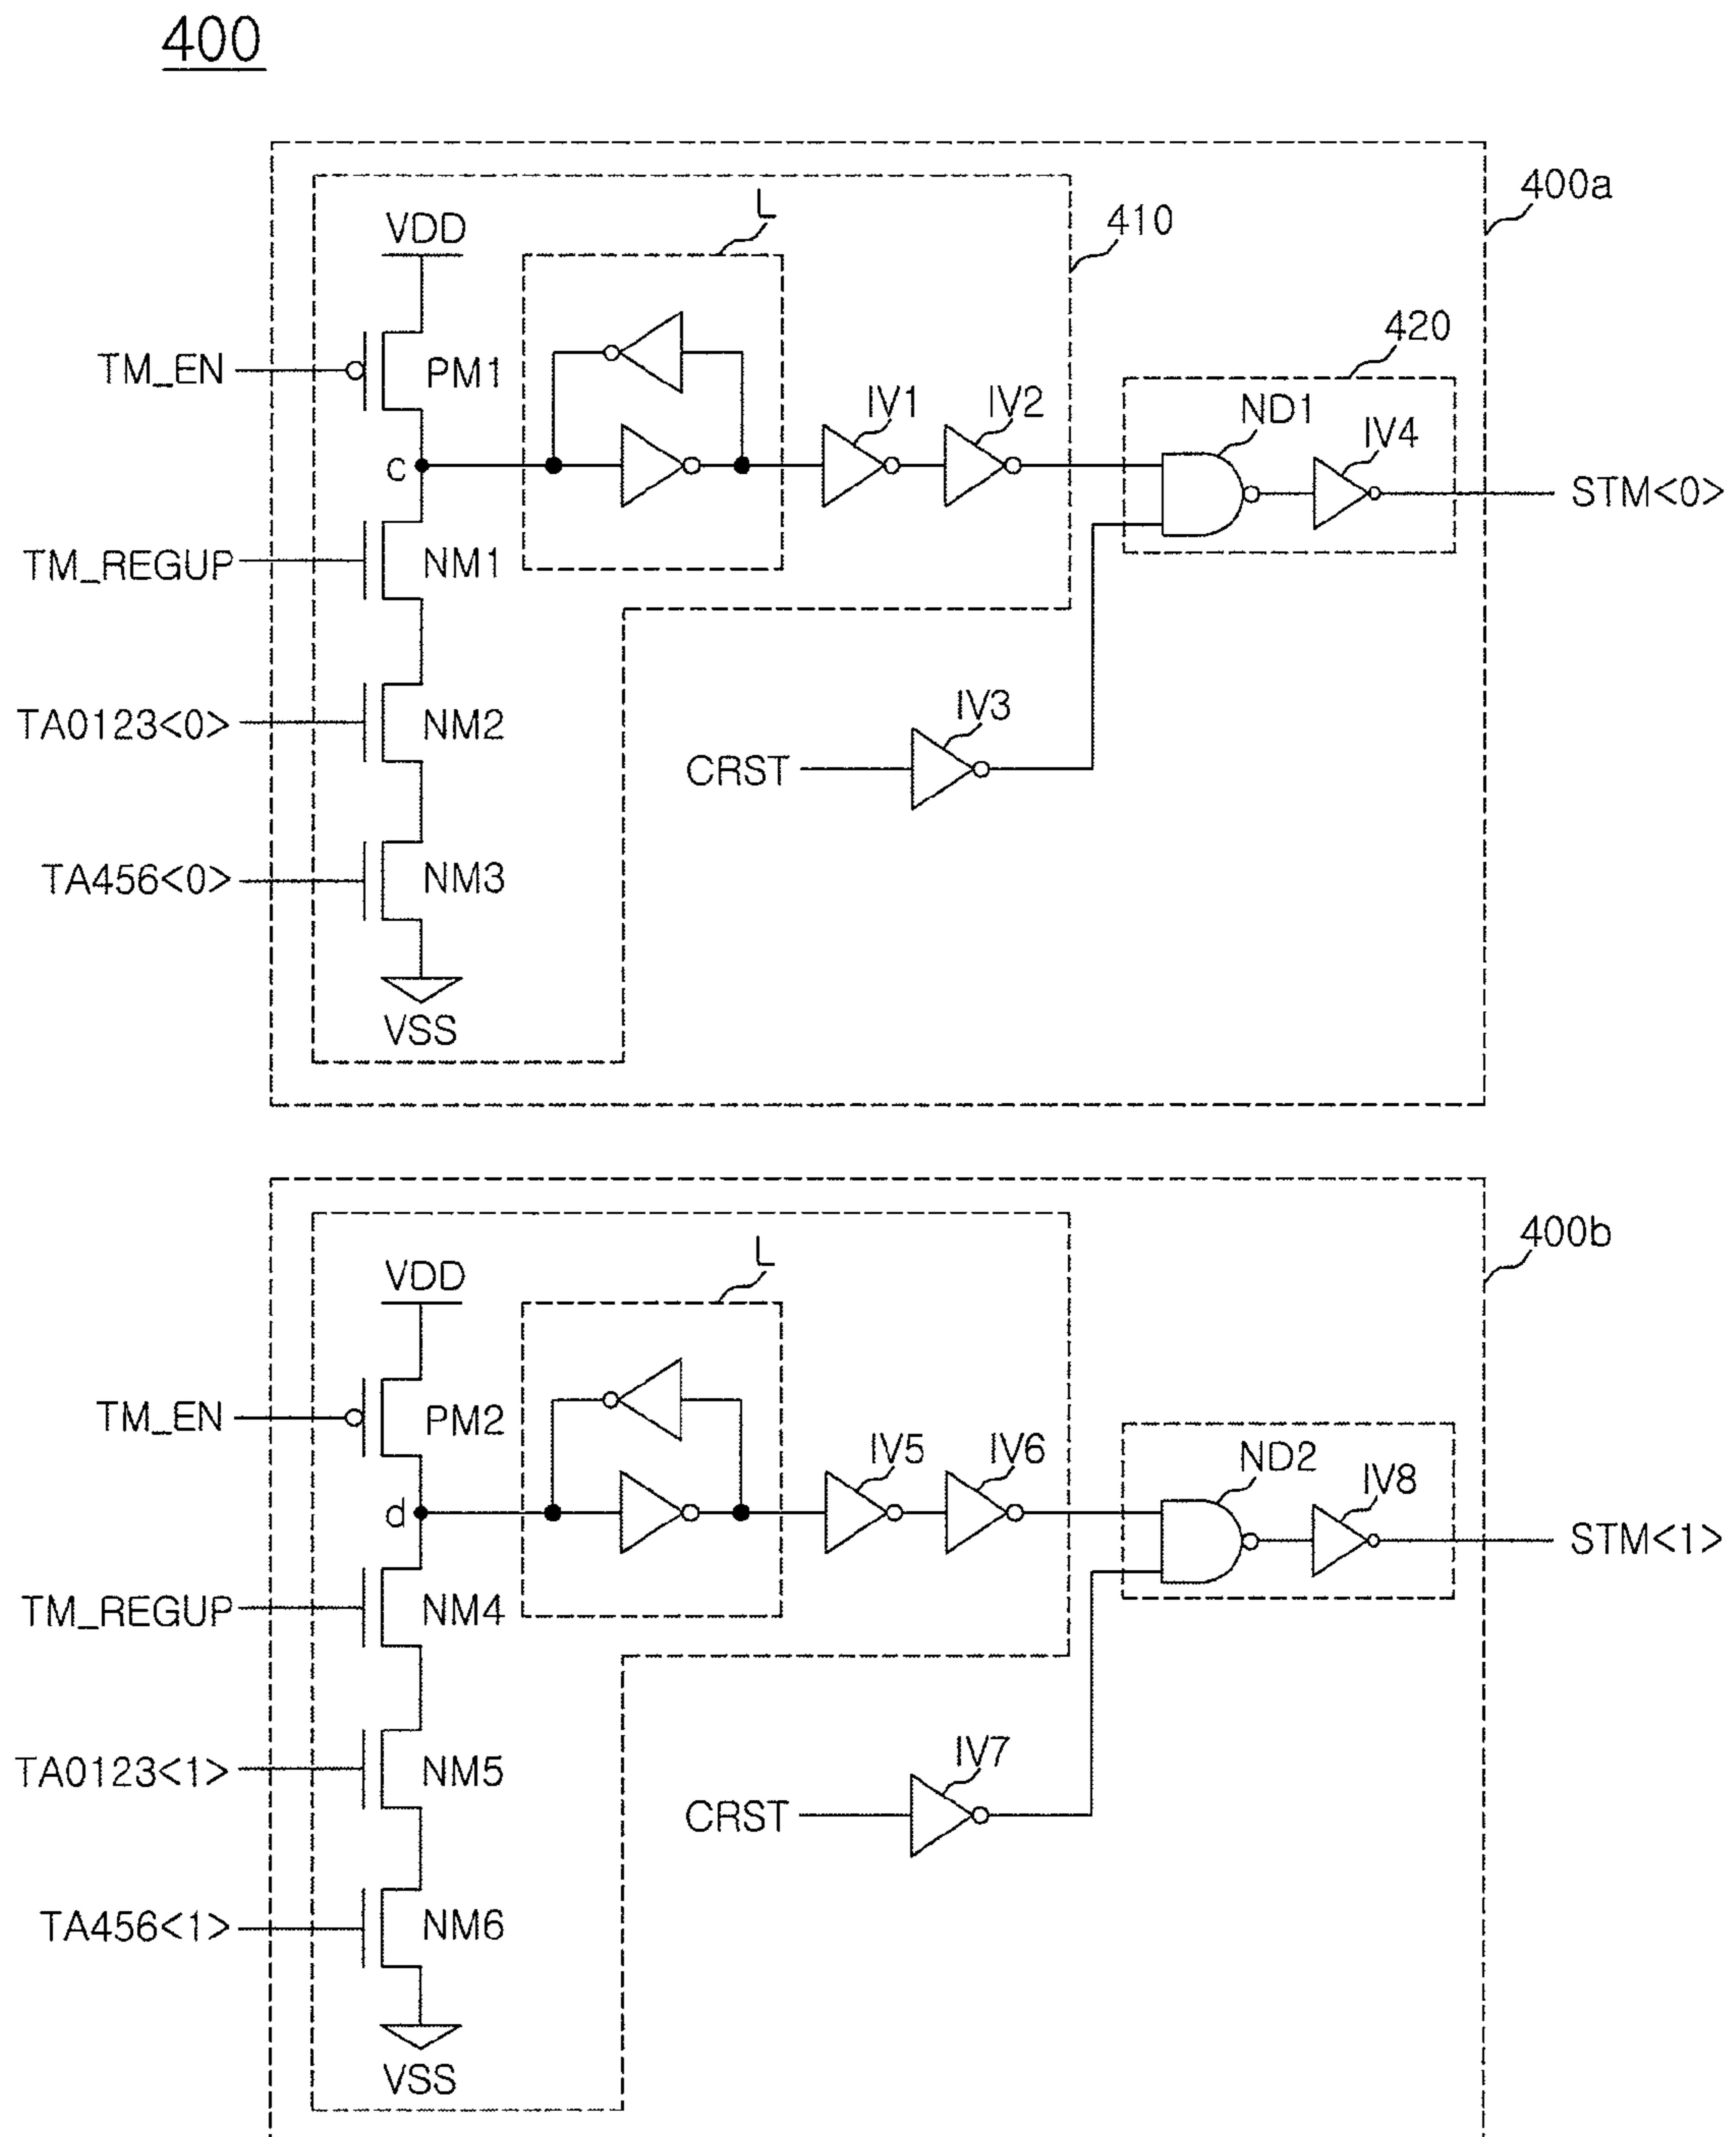 400
400a
L
410
VDD
420
TM_EN
PM1
ND1
IV1
IV2
IV4
c
STM<0>
TM_REGUP
NM1
IV3
TA0123<0>
NM2
CRST
TA456<0>
NM3
VSS
400b
L
VDD
TM_EN
PM2
ND2
IV5
IV6
IV8
d
STM<1>
TM_REGUP
NM4
IV7
TA0123<1>
NM5
CRST
TA456<1>
NM6
VSS